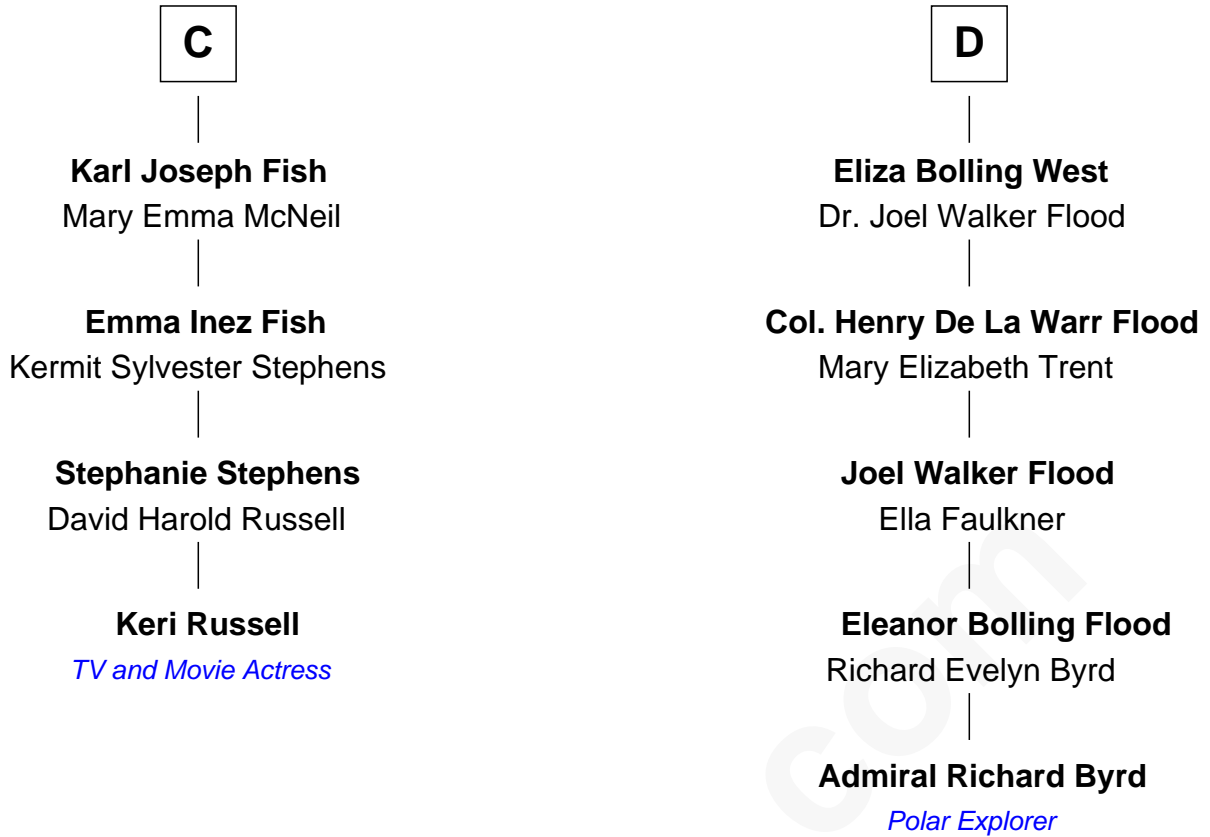 C
Karl Joseph Fish
Mary Emma McNeil
Emma Inez Fish
Kermit Sylvester Stephens
Stephanie Stephens
David Harold Russell
Keri Russell
TV and Movie Actress
D
Eliza Bolling West
Dr. Joel Walker Flood
Col. Henry De La Warr Flood
Mary Elizabeth Trent
Joel Walker Flood
Ella Faulkner
Eleanor Bolling Flood
Richard Evelyn Byrd
Admiral Richard Byrd
Polar Explorer
com